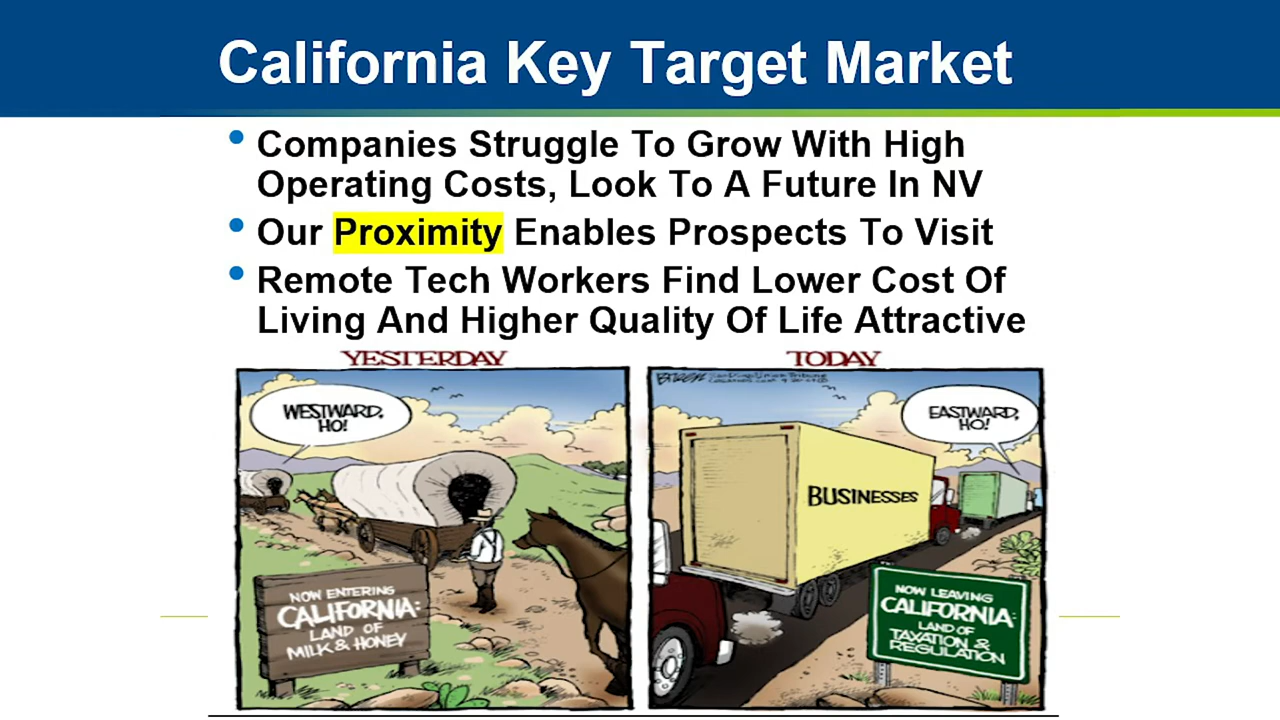 California Key Target Market
• Companies Struggle To Grow With High
Operating Costs, Look To A Future In NV
• Our Proximity Enables Prospects To Visit
• Remote Tech Workers Find Lower Cost Of
Living And Higher Quality Of Life Attractive
YESTERDAY
WESTWARD,
HO!
NOW ENTERING
CALIFORNIA:
LAND OF
MILK & HONEY
TODAY
EASTWARD,
HO!
BUSINESSES
NOW LEAVING
CALIFORNIA:
LAND OF
TAXATION &
REGULATION